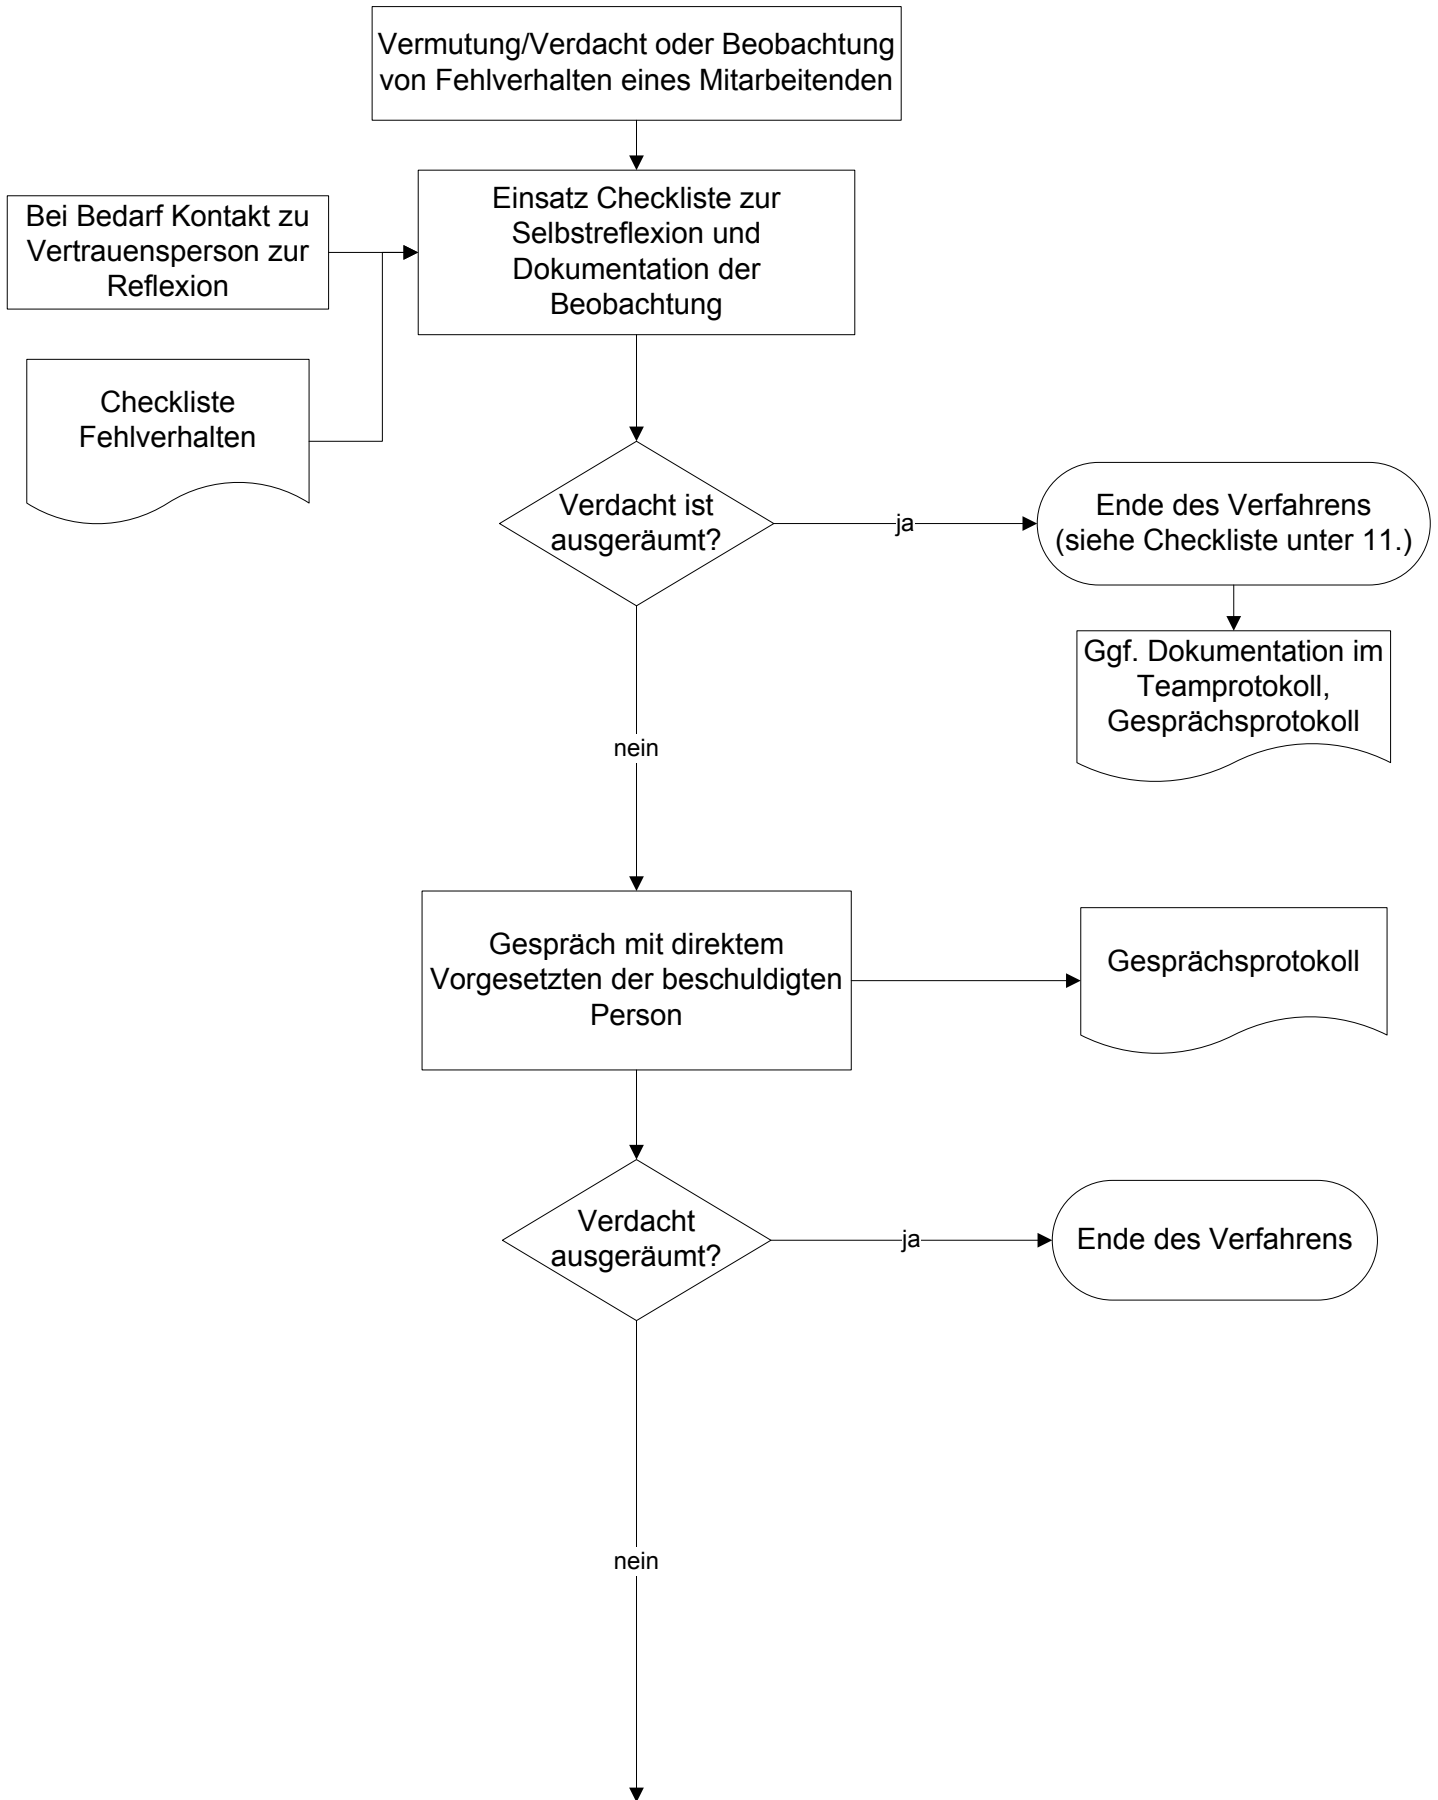 Vermutung/Verdacht oder Beobachtung
von Fehlverhalten eines Mitarbeitenden
Bei Bedarf Kontakt zu
Vertrauensperson zur
Reflexion
Einsatz Checkliste zur
Selbstreflexion und
Dokumentation der
Beobachtung
Checkliste
Fehlverhalten
Verdacht ist
ausgeräumt?
ja
Ende des Verfahrens
(siehe Checkliste unter 11.)
Ggf. Dokumentation im
Teamprotokoll,
Gesprächsprotokoll
nein
Gespräch mit direktem
Vorgesetzten der beschuldigten
Person
Gesprächsprotokoll
Verdacht
ausgeräumt?
ja
Ende des Verfahrens
nein